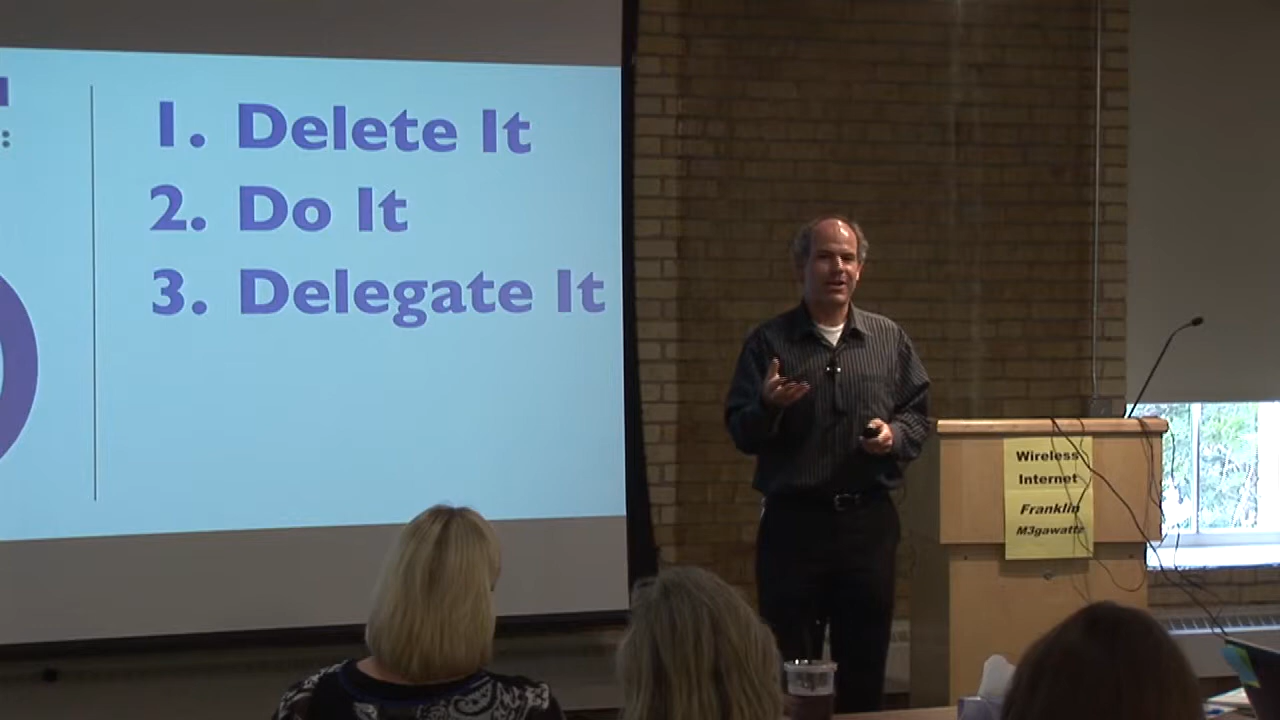 1. Delete It
2. Do It
3. Delegate It
Wireless
Internet
Franklin
M3gawattz